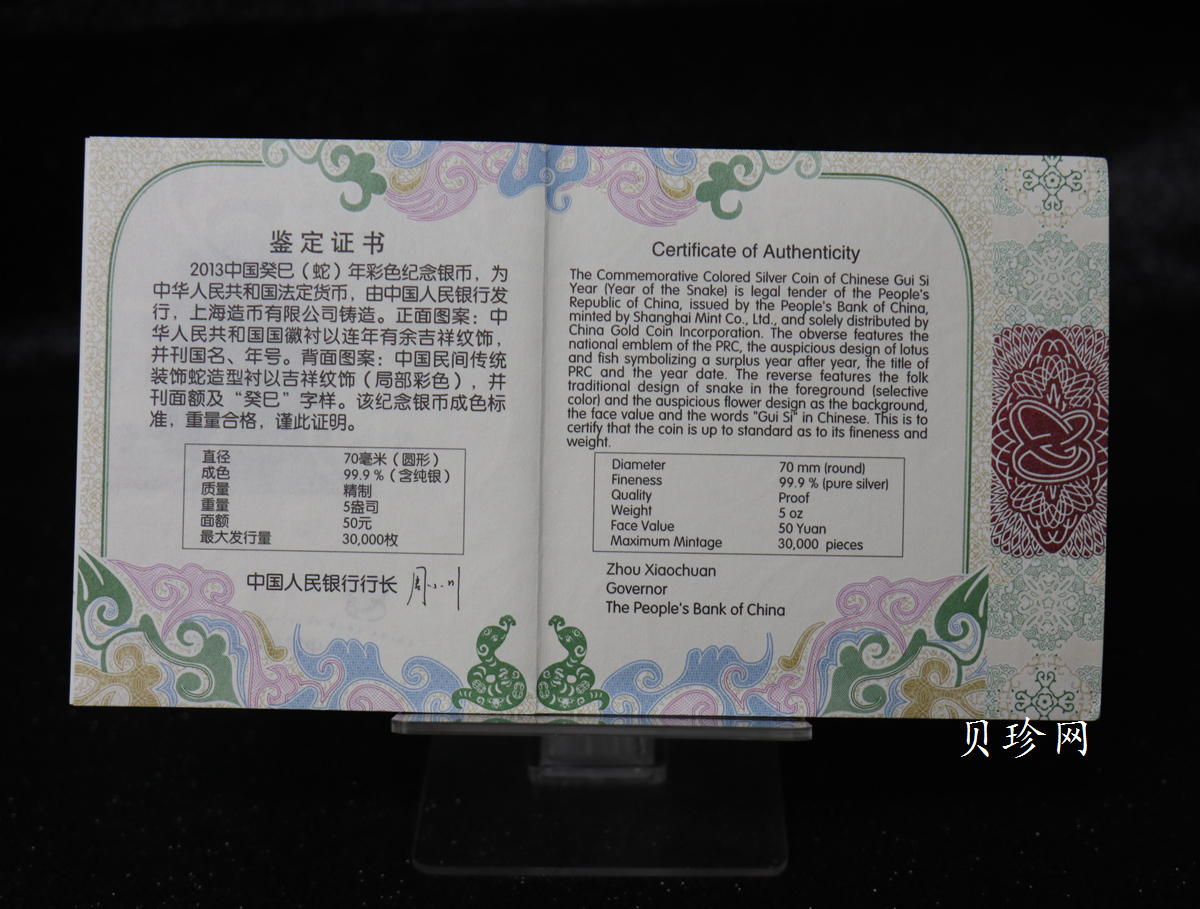 鉴定证书
2013中国癸巳（蛇）年彩色纪念银币，为
中华人民共和国法定货币，由中国人民银行发
行，上海造币有限公司铸造。正面图案：中
华人民共和国国徽衬以连年有余吉祥纹饰，
并刊国名、年号。背面图案：中国民间传统
装饰蛇造型衬以吉祥纹饰（局部彩色），并
刊面额及“癸巳”字样。该纪念银币成色标
准，重量合格，谨此证明。
直径 70毫米（圆形）
成色 99.9％（含纯银）
质量 精制
重量 5盎司
面额 50元
最大发行量 30,000枚
中国人民银行行长 周小川
Certificate of Authenticity
The Commemorative Colored Silver Coin of Chinese Gui Si
Year (Year of the Snake) is legal tender of the People's
Republic of China, issued by the People's Bank of China,
minted by Shanghai Mint Co., Ltd., and solely distributed by
China Gold Coin Incorporation. The obverse features the
national emblem of the PRC, the auspicious design of lotus
and fish symbolizing a surplus year after year, the title of
PRC and the year date. The reverse features the folk
traditional design of snake in the foreground (selective
color) and the auspicious flower design as the background,
the face value and the words "Gui Si" in Chinese. This is to
certify that the coin is up to standard as to its fineness and
weight.
Diameter 70 mm (round)
Fineness 99.9 % (pure silver)
Quality Proof
Weight 5 oz
Face Value 50 Yuan
Maximum Mintage 30,000 pieces
Zhou Xiaochuan
Governor
The People's Bank of China
贝珍网